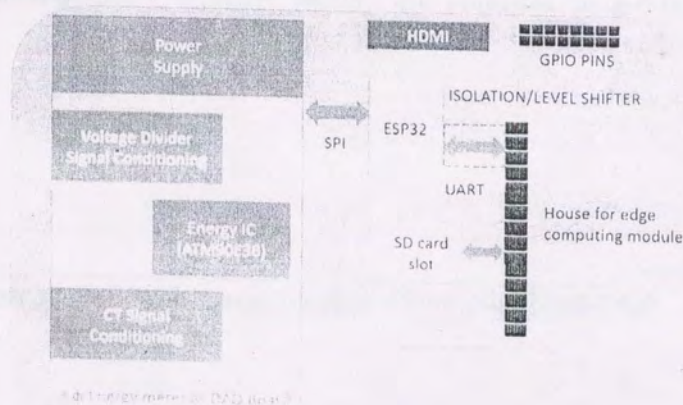 Power
Supply
HDMI
GPIO PINS
ISOLATION/LEVEL SHIFTER
Voltage Divider
Signal Conditioning
SPI
ESP32
UART
Energy IC
(ATM90E36)
SD card
slot
House for edge
computing module
CT Signal
Conditioning